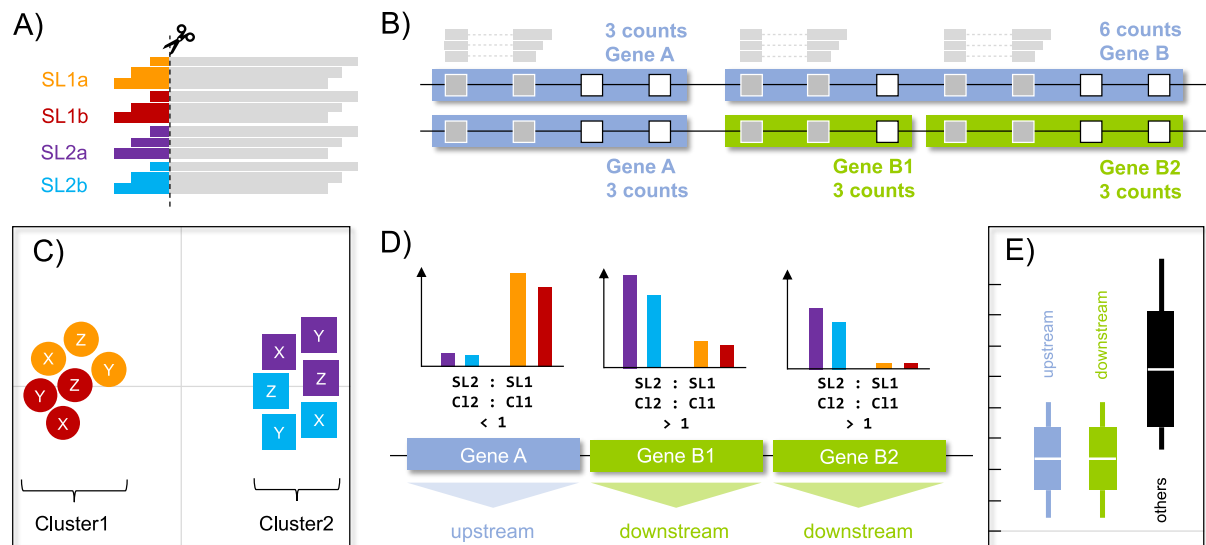 A)
SL1a
SL1b
SL2a
SL2b
B)
3 counts
Gene A
6 counts
Gene B
Gene A
3 counts
Gene B1
3 counts
Gene B2
3 counts
C)
Z
X
Y
Y
Z
X
Y
X
Z
Z
X
Y
Cluster1
Cluster2
D)
SL2 : SL1
Cl2 : Cl1
< 1
SL2 : SL1
Cl2 : Cl1
> 1
SL2 : SL1
Cl2 : Cl1
> 1
Gene A
Gene B1
Gene B2
upstream
downstream
downstream
E)
upstream
downstream
others